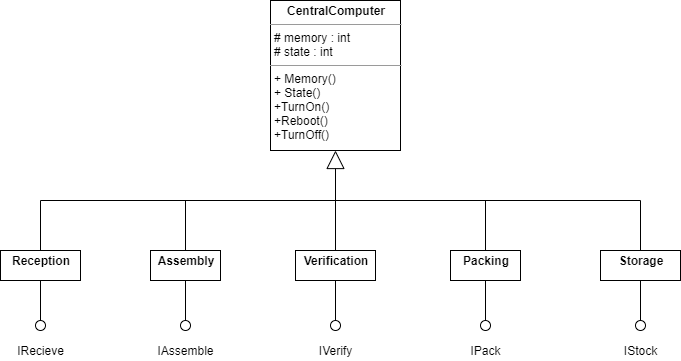 CentralComputer
# memory : int
# state : int
+ Memory()
+ State()
+TurnOn()
+Reboot()
+TurnOff()
Reception
Assembly
Verification
Packing
Storage
IRecieve
IAssemble
IVerify
IPack
IStock